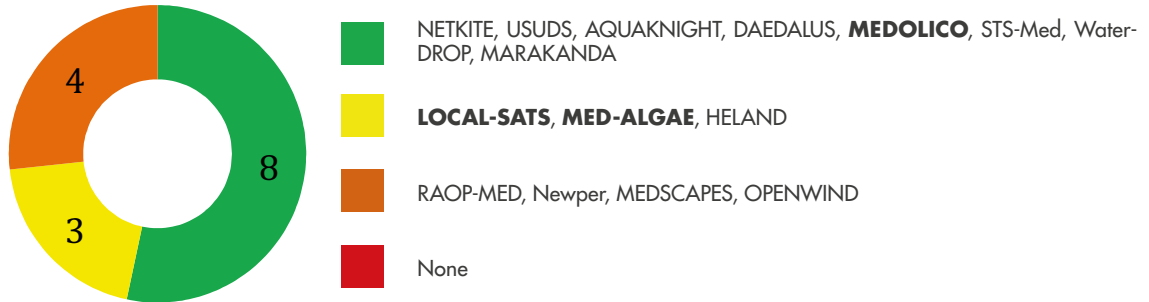 4
8
3
NETKITE, USUDS, AQUAKNIGHT, DAEDALUS, MEDOLICO, STS-Med, Water-
DROP, MARAKANDA
LOCAL-SATS, MED-ALGAE, HELAND
RAOP-MED, Newper, MEDSCAPES, OPENWIND
None